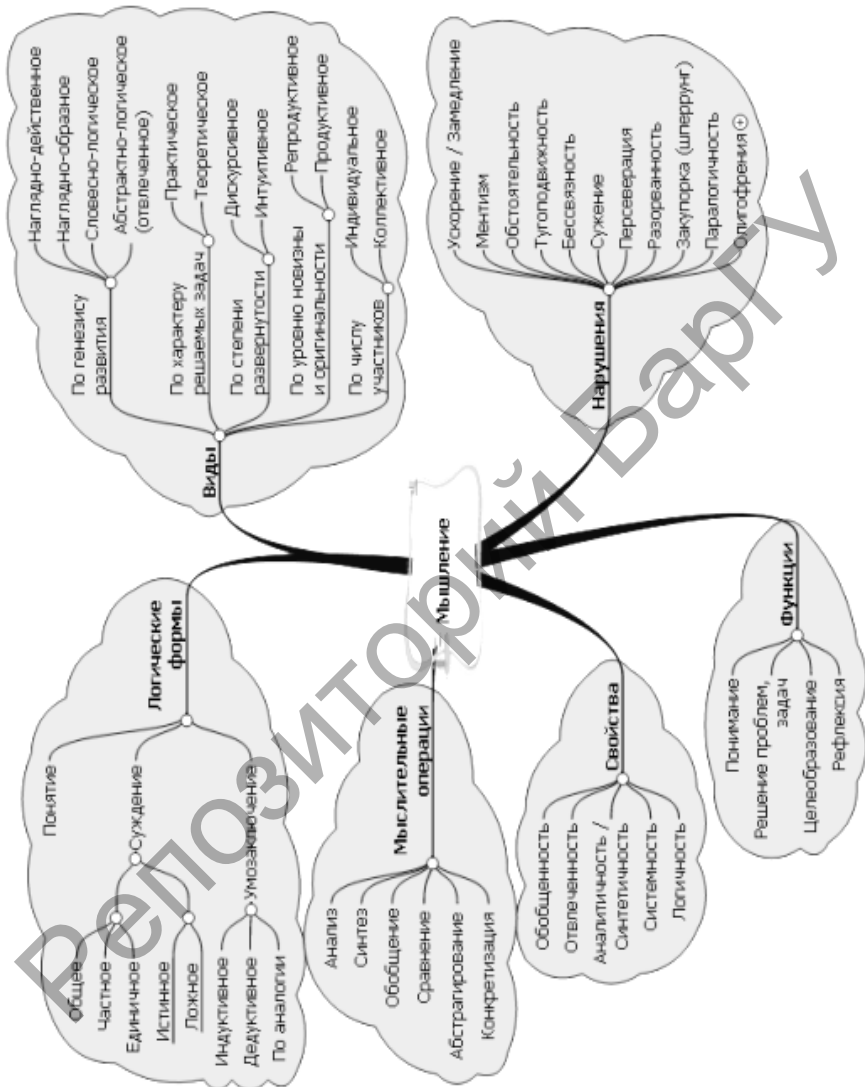 Мышление
Логические
формы
Понятие
Суждение
Общее
Частное
Единичное
Истинное
Ложное
Умозаключение
Индуктивное
Дедуктивное
По аналогии
Мыслительные
операции
Анализ
Синтез
Обобщение
Сравнение
Абстрагирование
Конкретизация
Свойства
Обобщенность
Отвлеченность
Аналитичность /
Синтетичность
Системность
Логичность
Функции
Понимание
Решение проблем,
задач
Целеобразование
Рефлексия
Виды
По генезису
развития
Наглядно-действенное
Наглядно-образное
Словесно-логическое
Абстрактно-логическое
(отвлеченное)
По характеру
решаемых задач
Практическое
Теоретическое
По степени
развернутости
Дискурсивное
Интуитивное
По уровню новизны
и оригинальности
Репродуктивное
Продуктивное
По числу
участников
Индивидуальное
Коллективное
Нарушения
Ускорение / Замедление
Ментизм
Обстоятельность
Тугоподвижность
Бессвязность
Сужение
Персеверация
Разорванность
Закупорка (шперрунг)
Паралогичность
Олигофрения
Репозиторий БарГУ